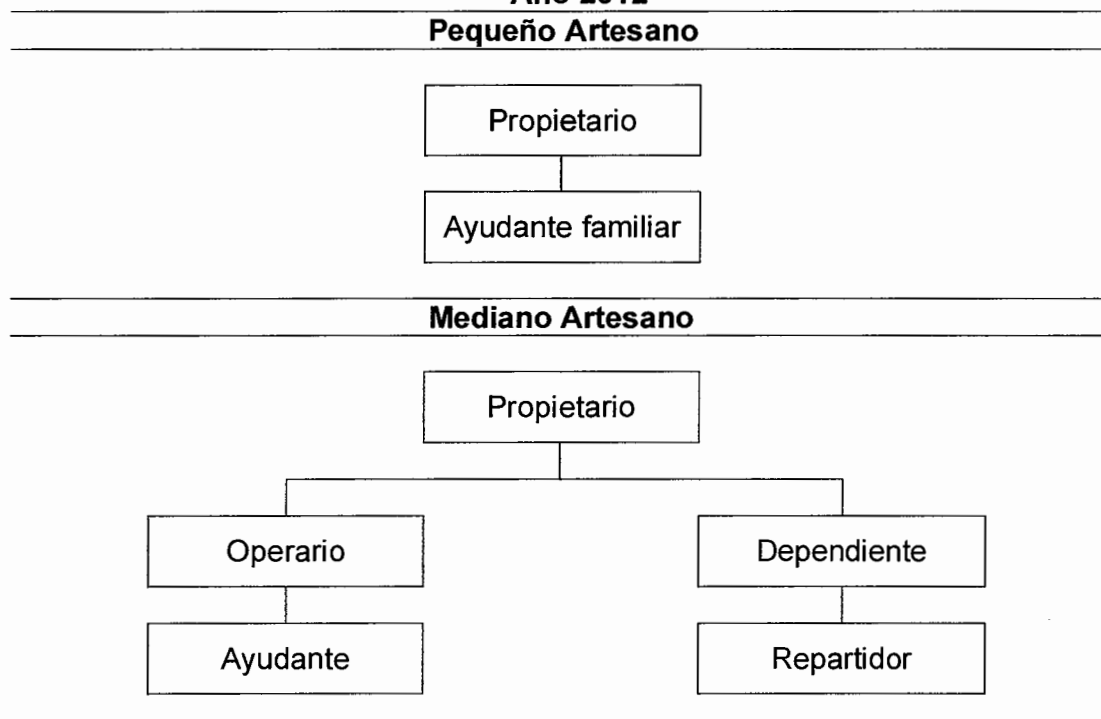 Pequeño Artesano
Propietario
Ayudante familiar
Mediano Artesano
Propietario
Operario
Dependiente
Ayudante
Repartidor